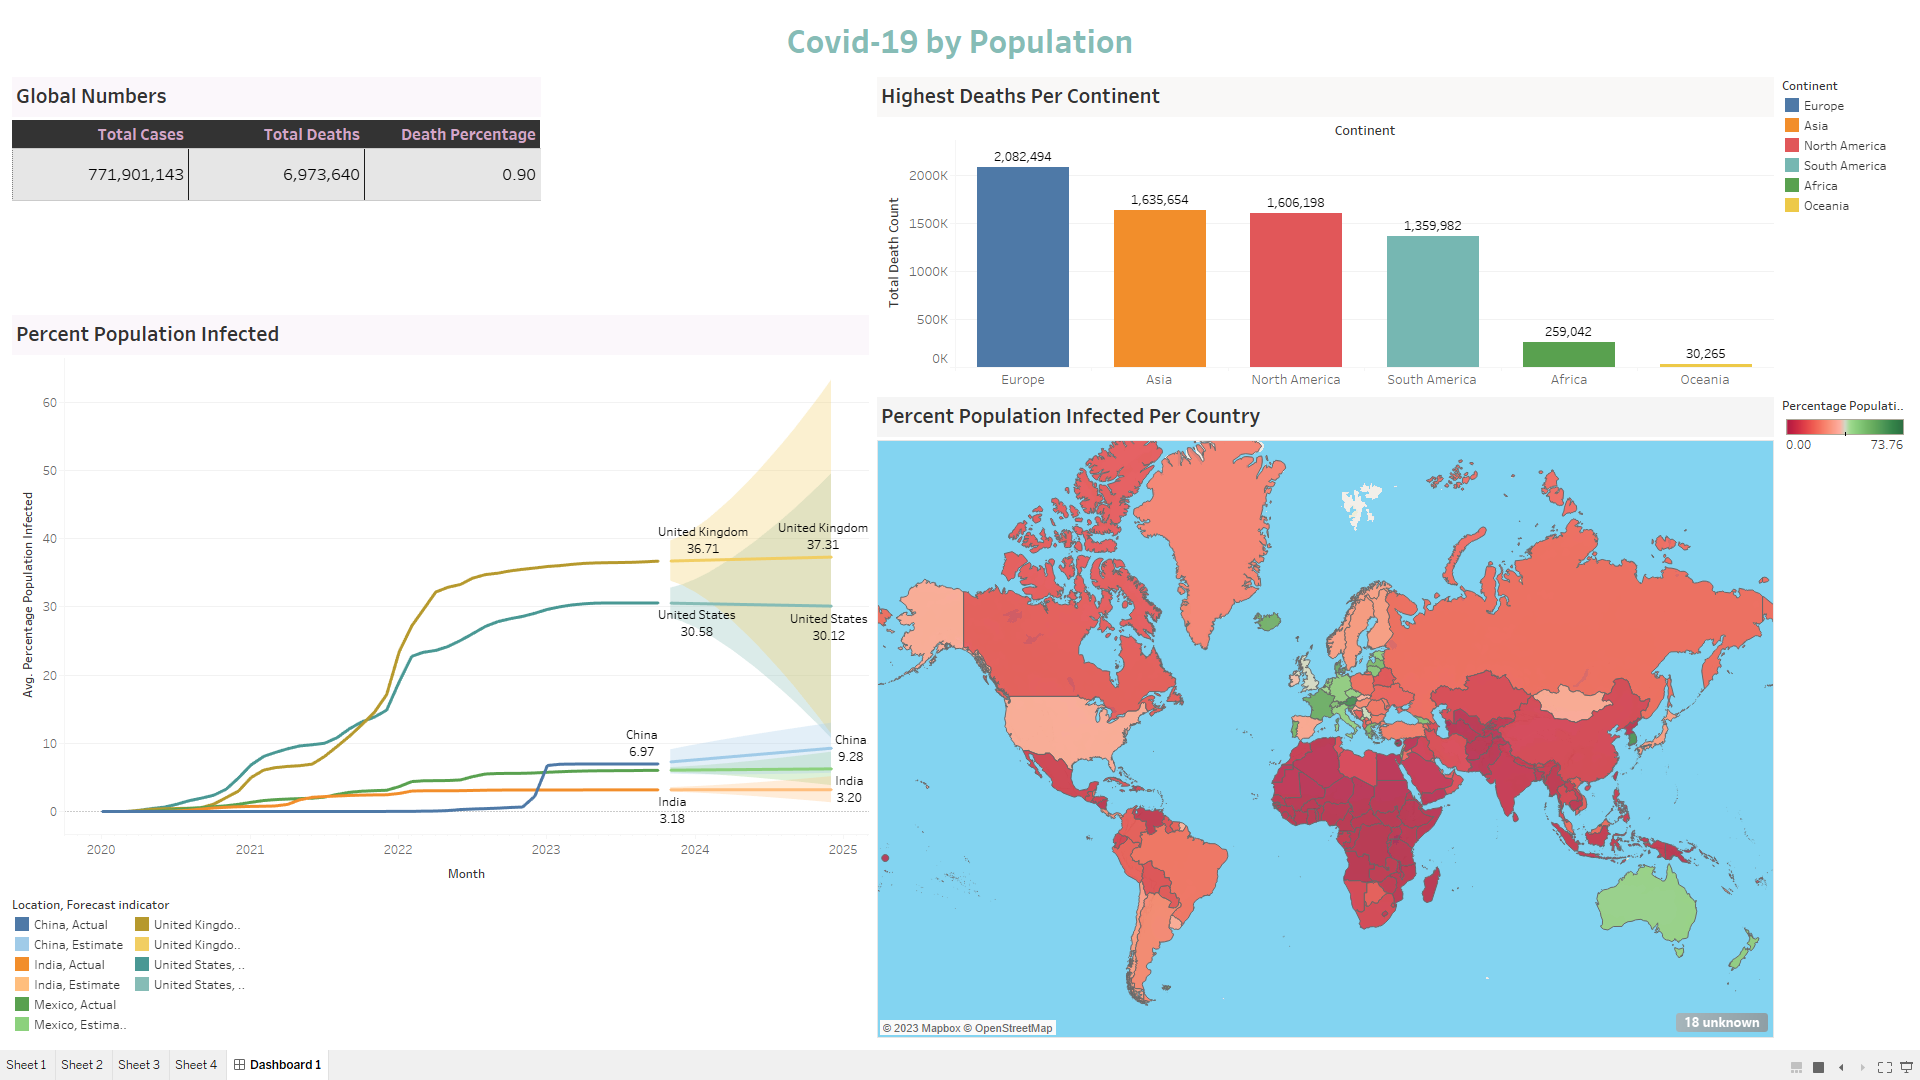 Covid-19 by Population
Global Numbers
Total Cases Total Deaths Death Percentage
771,901,143 6,973,640 0.90
Highest Deaths Per Continent
Continent
Total Death Count
2000K
1500K
1000K
500K
0K
2,082,494
1,635,654
1,606,198
1,359,982
259,042
30,265
Europe Asia North America South America Africa Oceania
Continent
Europe
Asia
North America
South America
Africa
Oceania
Percent Population Infected
Avg. Percentage Population Infected
60
50
40
30
20
10
0
United Kingdom
36.71
United Kingdom
37.31
United States
30.58
United States
30.12
China
6.97
China
9.28
India
3.18
India
3.20
2020 2021 2022 2023 2024 2025
Month
Location, Forecast indicator
China, Actual
China, Estimate
India, Actual
India, Estimate
Mexico, Actual
Mexico, Estima..
United Kingdo..
United Kingdo..
United States, ..
United States, ..
Percent Population Infected Per Country
Percentage Populati..
0.00 73.76
© 2023 Mapbox © OpenStreetMap
18 unknown
Sheet 1 Sheet 2 Sheet 3 Sheet 4 Dashboard 1